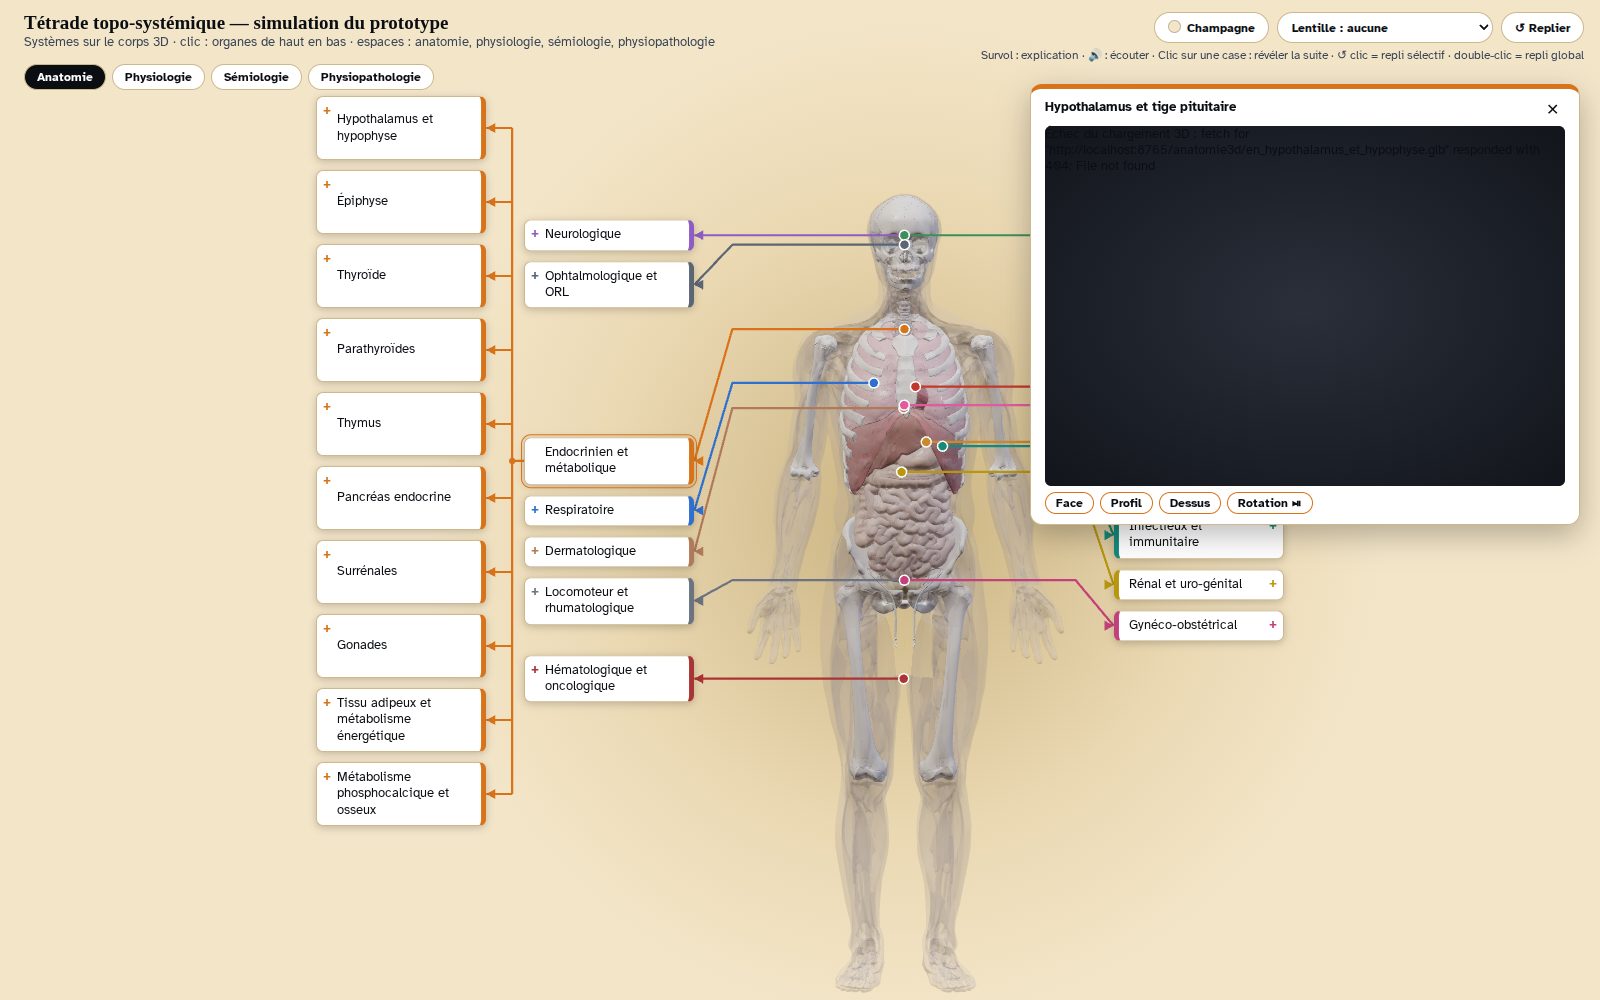 Tétrade topo-systémique — simulation du prototype
Systèmes sur le corps 3D · clic : organes de haut en bas · espaces : anatomie, physiologie, sémiologie, physiopathologie
Champagne
Lentille : aucune
↺ Replier
Survol : explication · 🔊 : écouter · Clic sur une case : révéler la suite · ↺ clic = repli sélectif · double-clic = repli global
Anatomie
Physiologie
Sémiologie
Physiopathologie
+ Hypothalamus et
hypophyse
+ Épiphyse
+ Thyroïde
+ Parathyroïdes
+ Thymus
+ Pancréas endocrine
+ Surrénales
+ Gonades
+ Tissu adipeux et
métabolisme
énergétique
+ Métabolisme
phosphocalcique et
osseux
+ Neurologique
+ Ophtalmologique et
ORL
Endocrinien et
métabolique
+ Respiratoire
+ Dermatologique
+ Locomoteur et
rhumatologique
+ Hématologique et
oncologique
Hypothalamus et tige pituitaire
✕
Échec du chargement 3D : fetch for
"http://localhost:8765/anatomie3d/en_hypothalamus_et_hypophyse.glb" responded with
404: File not found
Face
Profil
Dessus
Rotation ⏯
Infectieux et +
immunitaire
Rénal et uro-génital +
Gynéco-obstétrical +